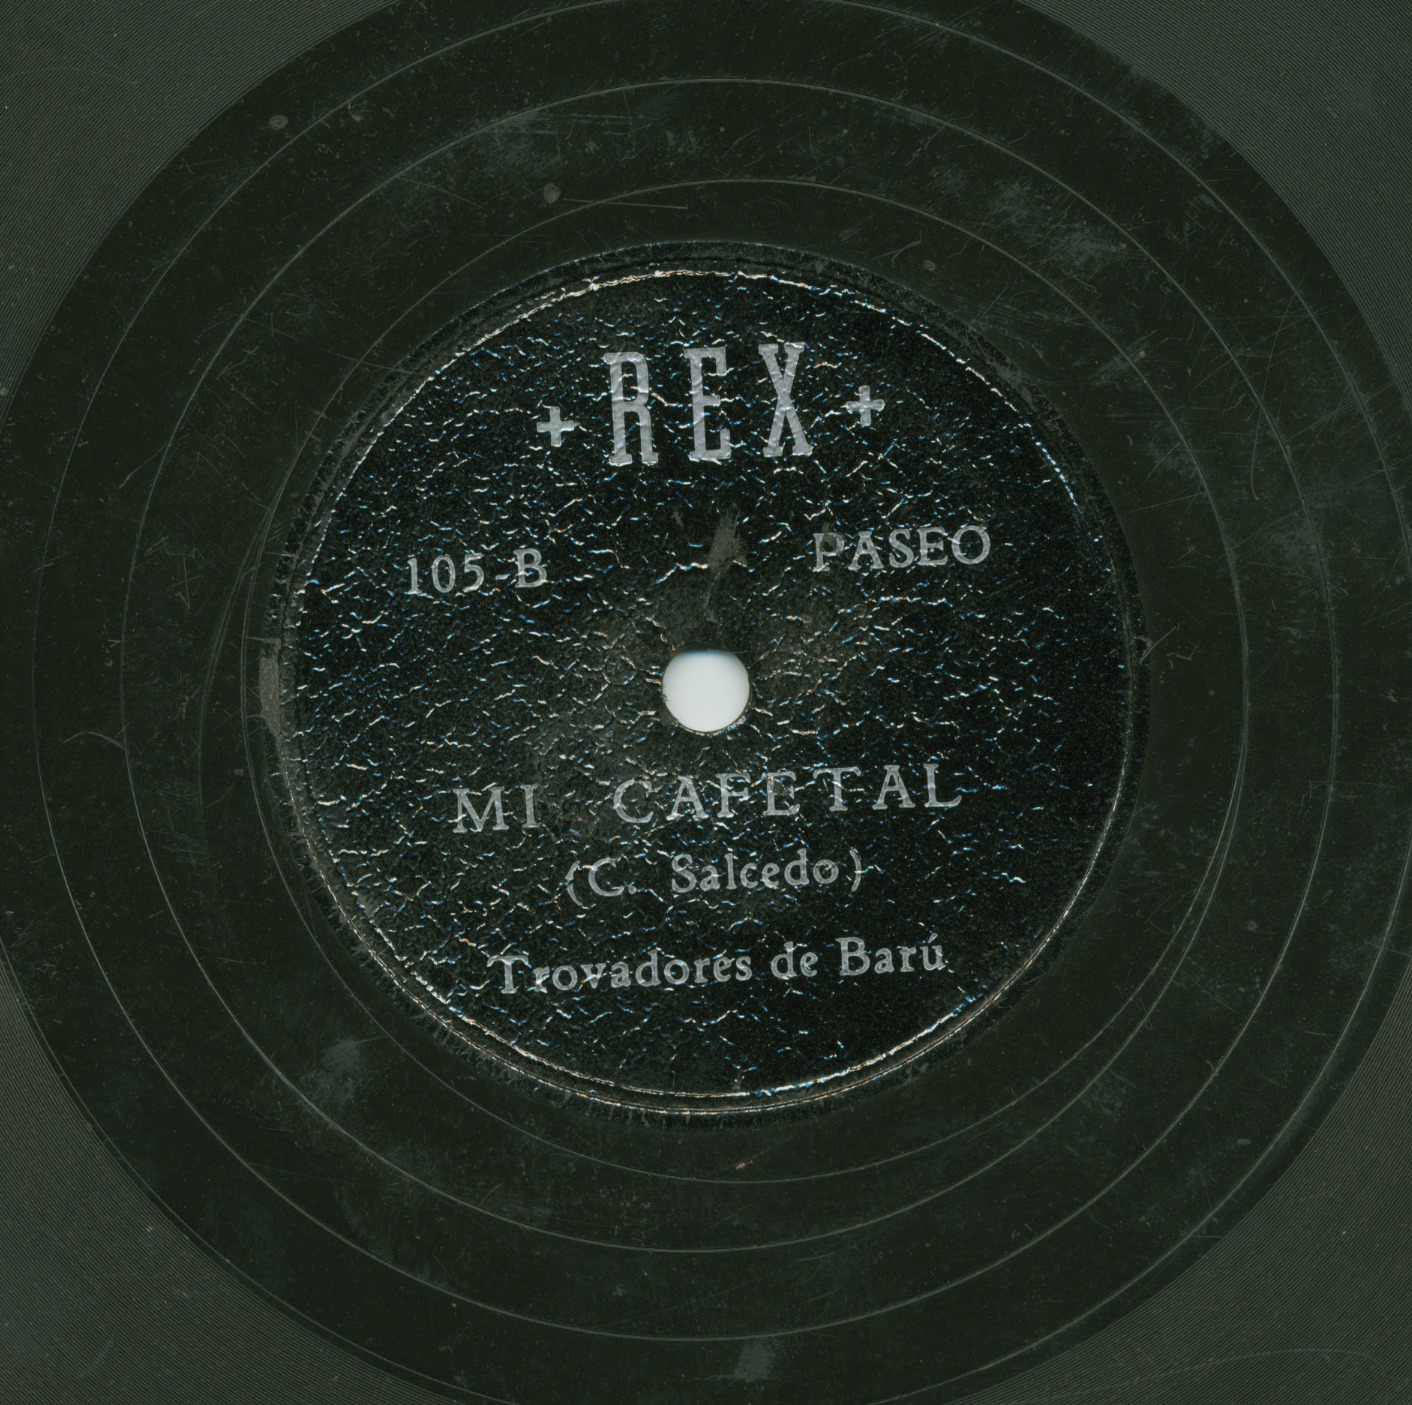 + REX +
105-B PASEO
MI CAFETAL
(C. Salcedo)
Trovadores de Barú